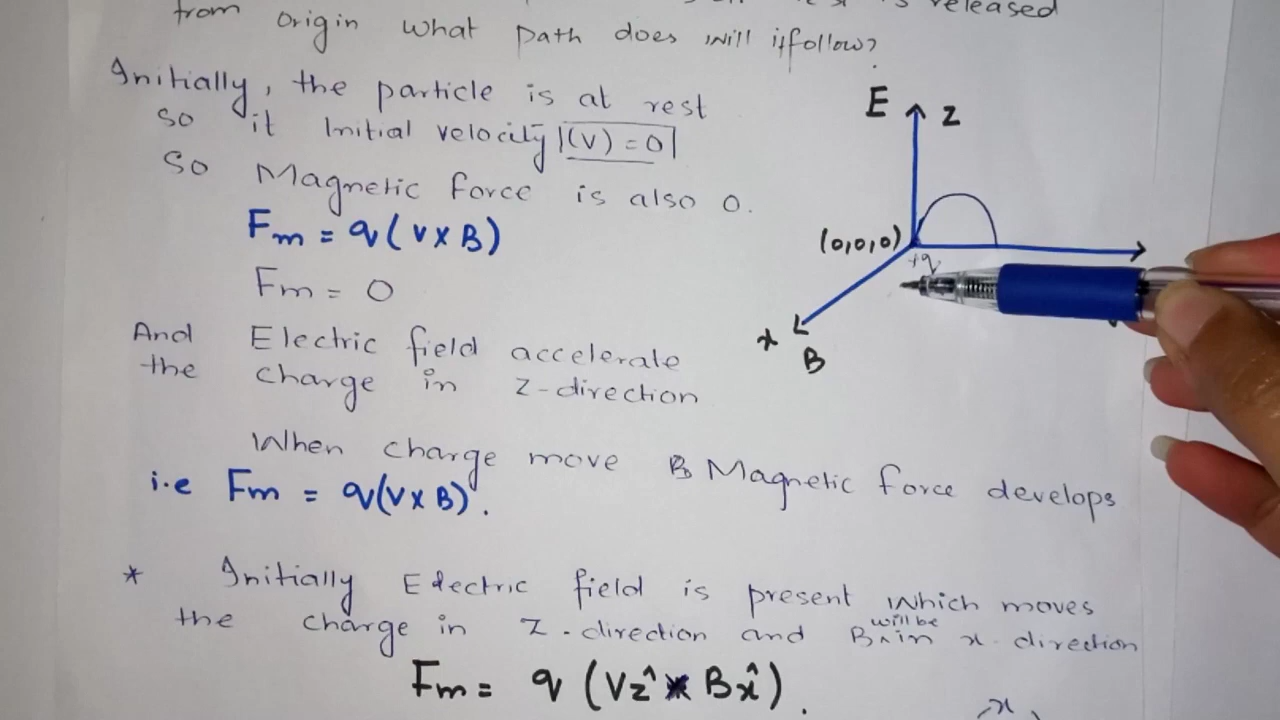 is released
from origin what path does will it follow?
Initially, the particle is at rest
So it Initial velocity |(V) = 0|
So Magnetic force is also 0.
Fm = q(V×B)
Fm = 0
And Electric field accelerate
the charge in Z-direction
When charge move B Magnetic force develops
i.e Fm = q(V×B).
* Initially Electric field is present which moves
the charge in Z-direction and B will be in x-direction
Fm = q (Vẑ × Bx̂).
x
E Z
(0,0,0)
+q
x
B